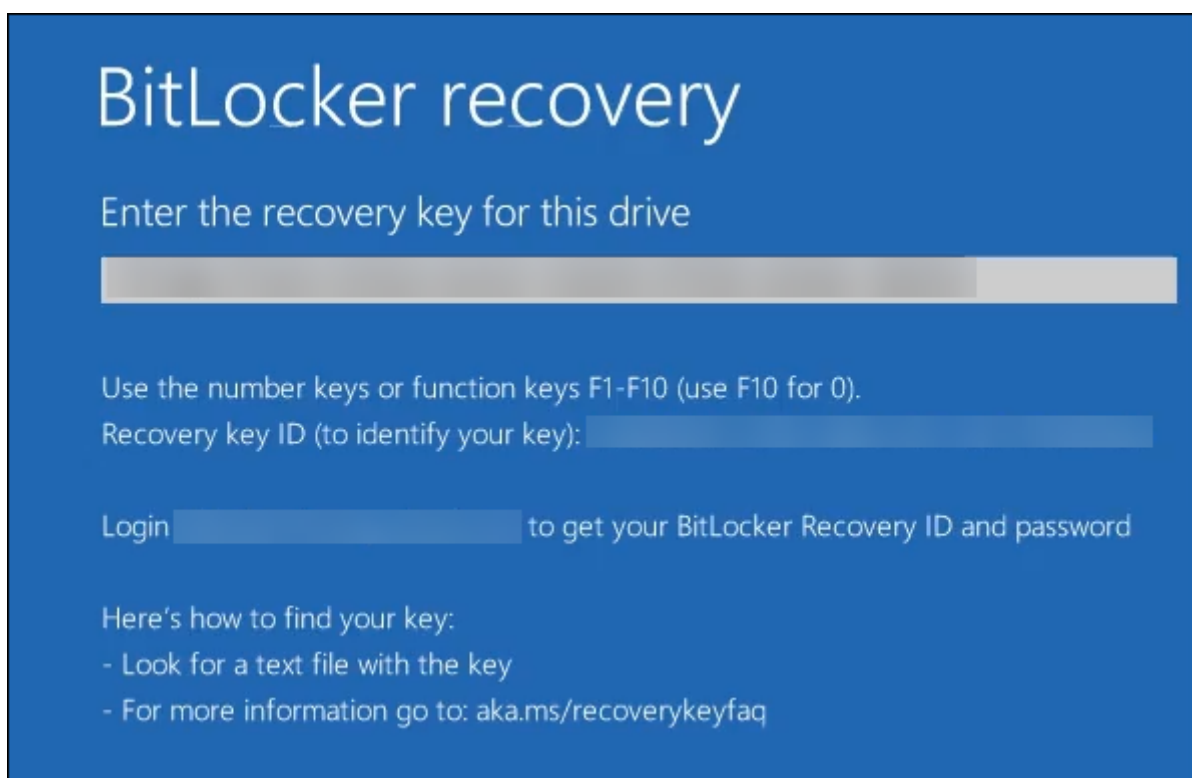 BitLocker recovery
Enter the recovery key for this drive
Use the number keys or function keys F1-F10 (use F10 for 0).
Recovery key ID (to identify your key):
Login to get your BitLocker Recovery ID and password
Here's how to find your key:
- Look for a text file with the key
- For more information go to: aka.ms/recoverykeyfaq